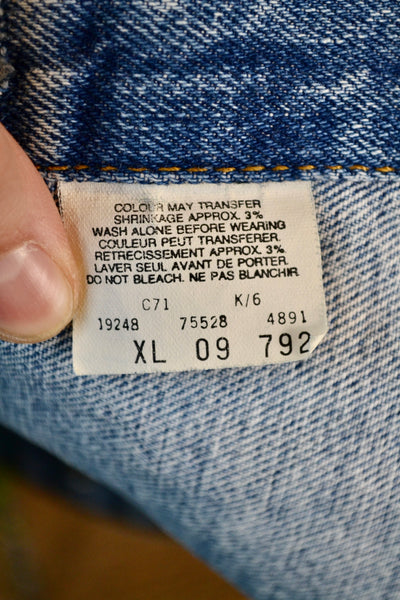 COLOUR MAY TRANSFER
SHRINKAGE APPROX. 3%
WASH ALONE BEFORE WEARING
COULEUR PEUT TRANSFERER.
RETRECISSEMENT APPROX. 3%
LAVER SEUL AVANT DE PORTER.
DO NOT BLEACH. NE PAS BLANCHIR
C71 K/6
19248 75528 4891
XL 09 792